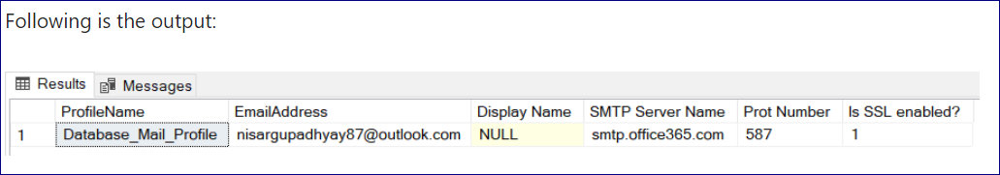 Following is the output:
Results Messages
ProfileName EmailAddress Display Name SMTP Server Name Prot Number Is SSL enabled?
1 Database_Mail_Profile nisargupadhyay87@outlook.com NULL smtp.office365.com 587 1